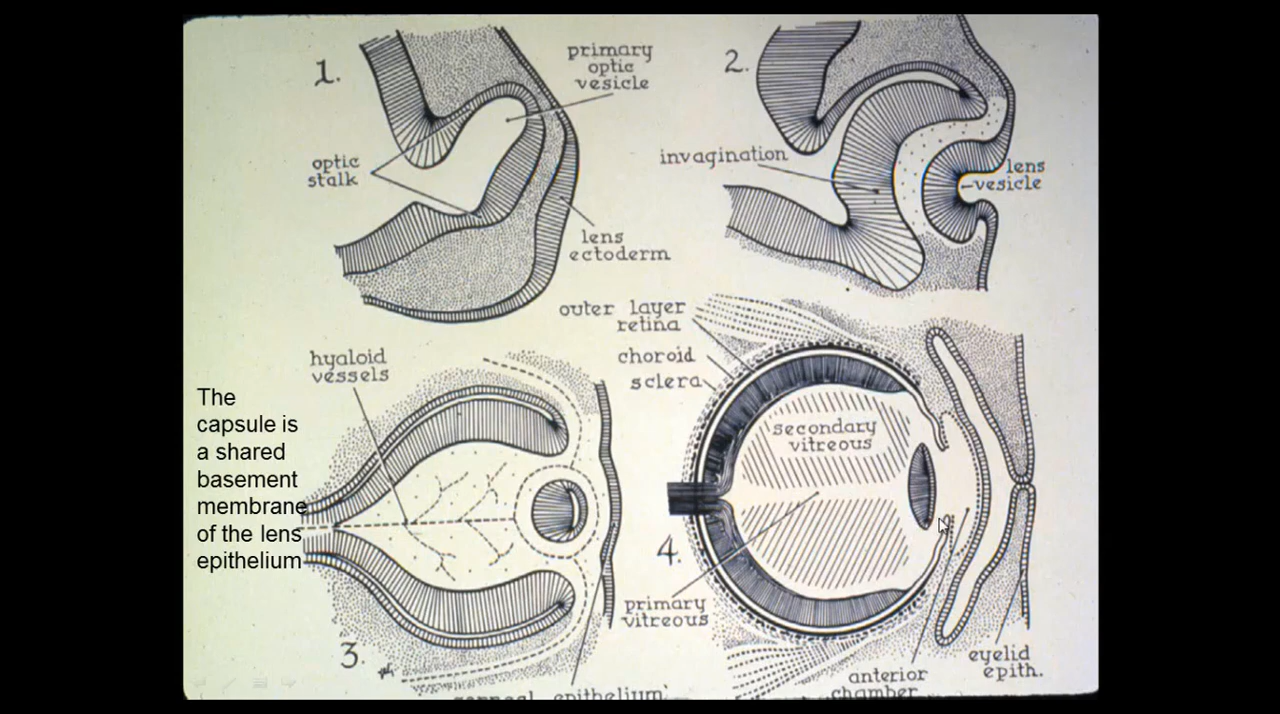 1.
primary
optic
vesicle
optic
stalk
lens
ectoderm
2.
invagination
lens
vesicle
outer layer
retina
choroid
sclera
hyaloid
vessels
The
capsule is
a shared
basement
membrane
of the lens
epithelium
3.
corneal epithelium
secondary
vitreous
4.
primary
vitreous
anterior
chamber
eyelid
epith.